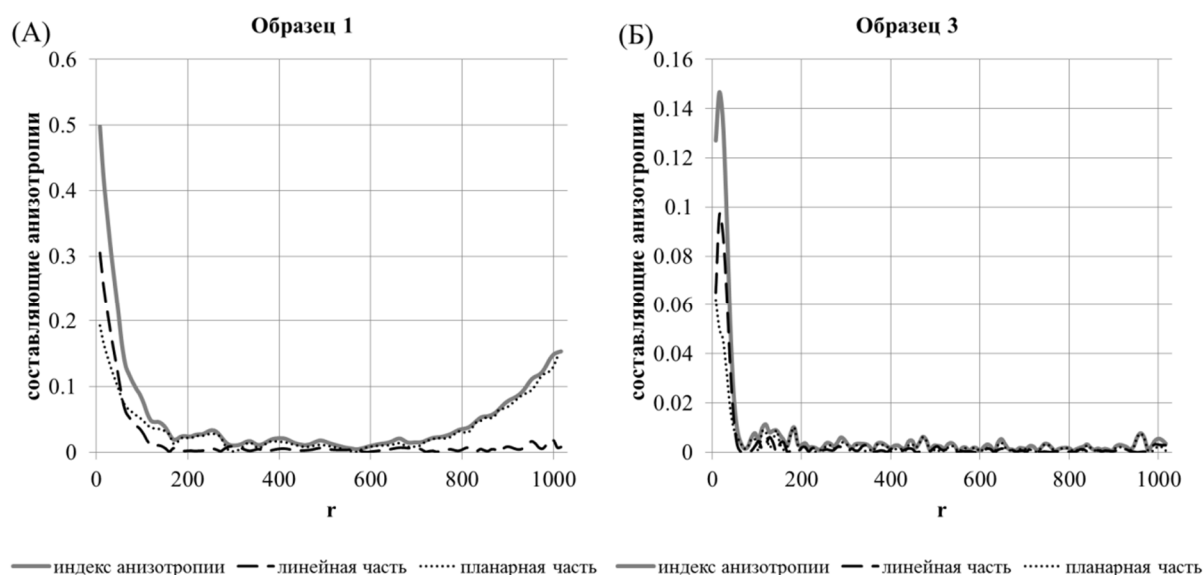 (А)
Образец 1
составляющие анизотропии
0.6
0.5
0.4
0.3
0.2
0.1
0
0 200 400 600 800 1000
r
индекс анизотропии линейная часть планарная часть
(Б)
Образец 3
составляющие анизотропии
0.16
0.14
0.12
0.1
0.08
0.06
0.04
0.02
0
0 200 400 600 800 1000
r
индекс анизотропии линейная часть планарная часть